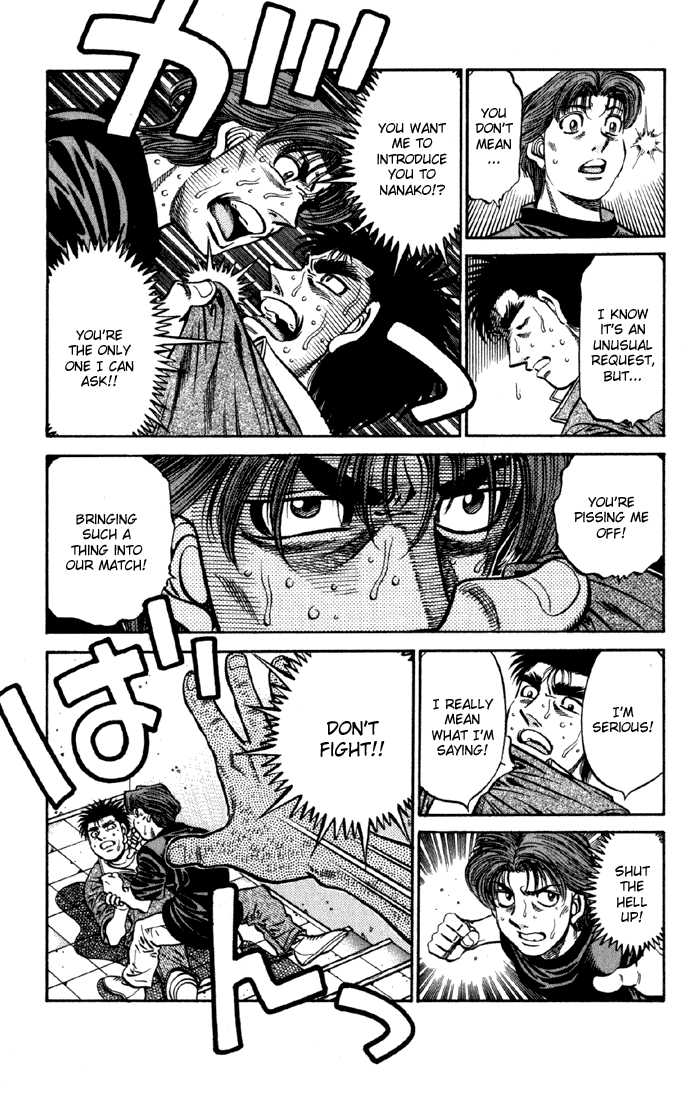 YOU
DON'T
MEAN
...
I KNOW
IT'S AN
UNUSUAL
REQUEST,
BUT...
ガッ
YOU WANT
ME TO
INTRODUCE
YOU TO
NANAKO!?
YOU'RE
THE ONLY
ONE I CAN
ASK!!
YOU'RE
PISSING ME
OFF!
BRINGING
SUCH A
THING INTO
OUR MATCH!
I'M
SERIOUS!
I REALLY
MEAN
WHAT I'M
SAYING!
SHUT
THE
HELL
UP!
DON'T
FIGHT!!
ばんっ